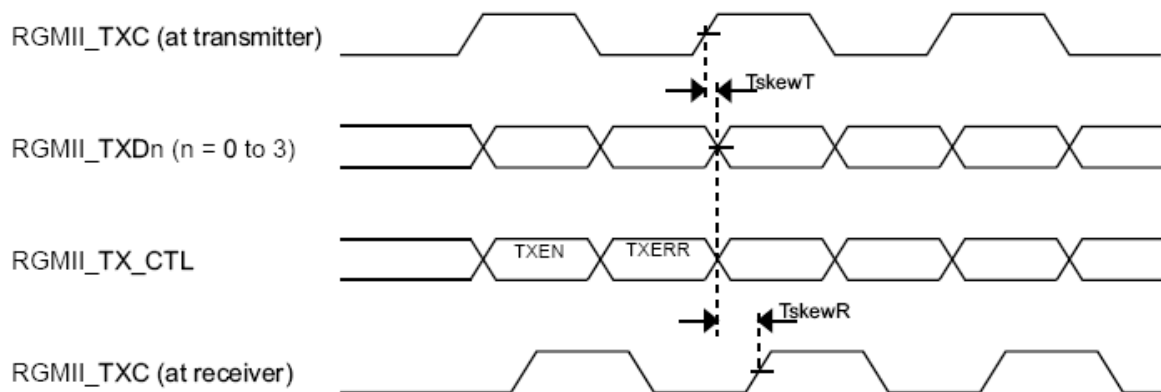 RGMII_TXC (at transmitter)
TskewT
RGMII_TXDn (n = 0 to 3)
RGMII_TX_CTL
TXEN
TXERR
TskewR
RGMII_TXC (at receiver)